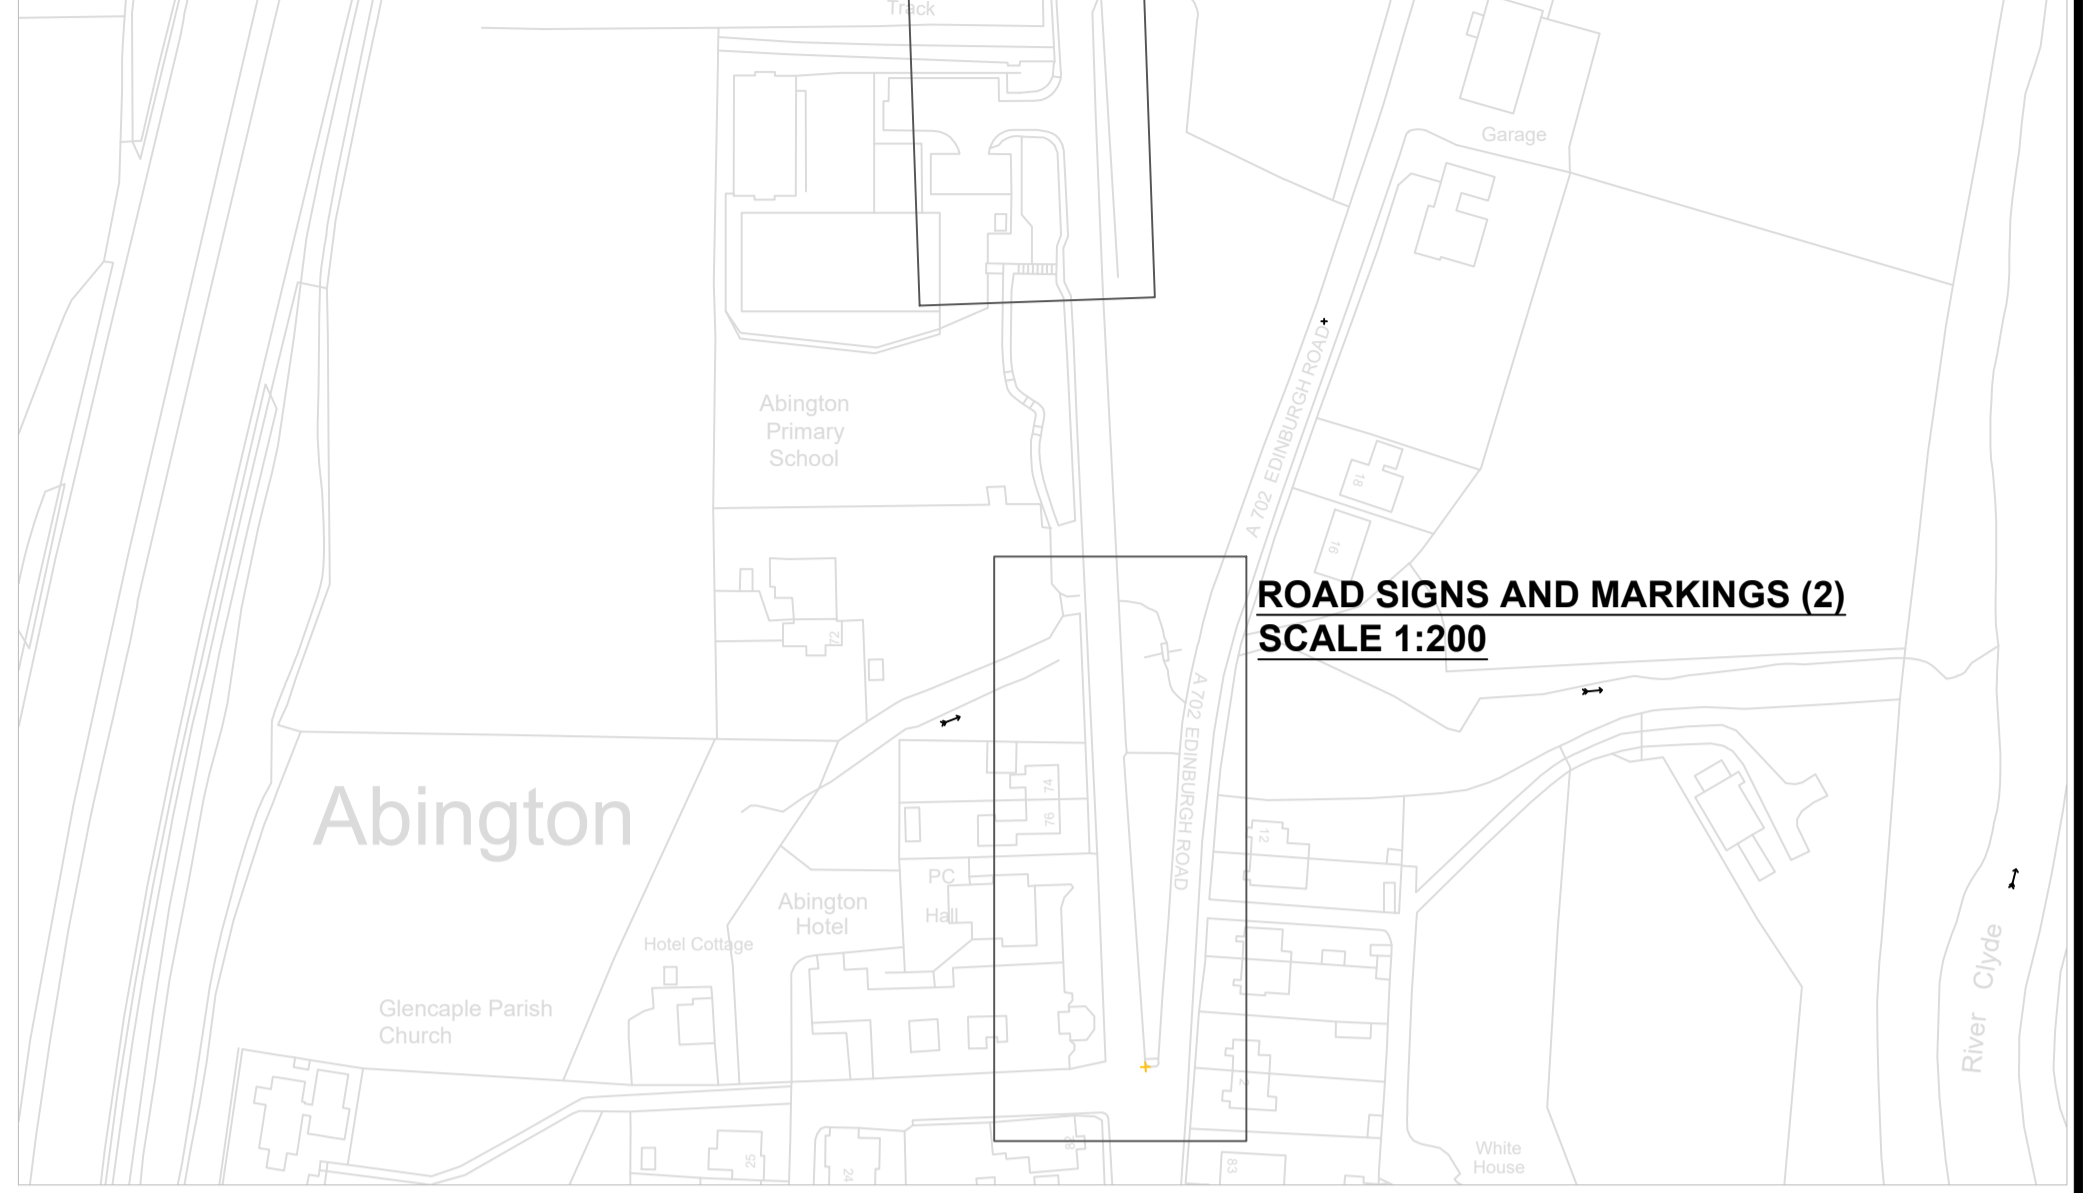 Track
Garage
A 702 EDINBURGH ROAD
Abington
Primary
School
18
16
ROAD SIGNS AND MARKINGS (2)
SCALE 1:200
72
A 702 EDINBURGH ROAD
74
76
Abington
12
PC
Hall
Abington
Hotel
Hotel Cottage
River Clyde
Glencaple Parish
Church
2
25
24
83
White
House